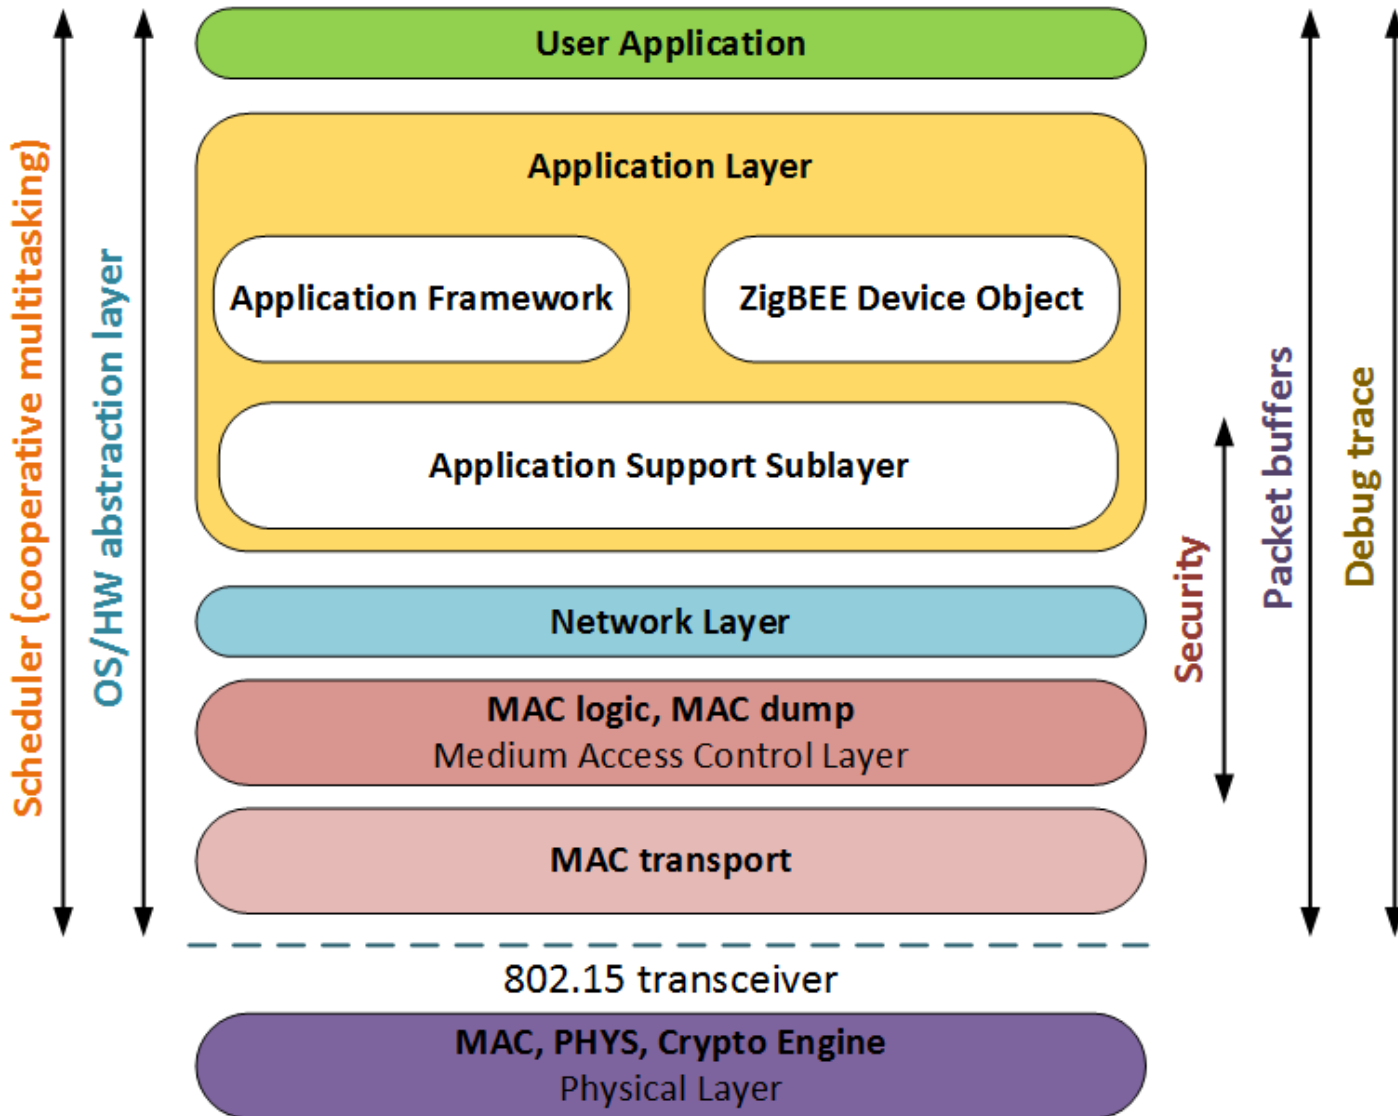 User Application
Application Layer
Application Framework
ZigBEE Device Object
Application Support Sublayer
Network Layer
MAC logic, MAC dump
Medium Access Control Layer
MAC transport
802.15 transceiver
MAC, PHYS, Crypto Engine
Physical Layer
Scheduler (cooperative multitasking)
OS/HW abstraction layer
Security
Packet buffers
Debug trace